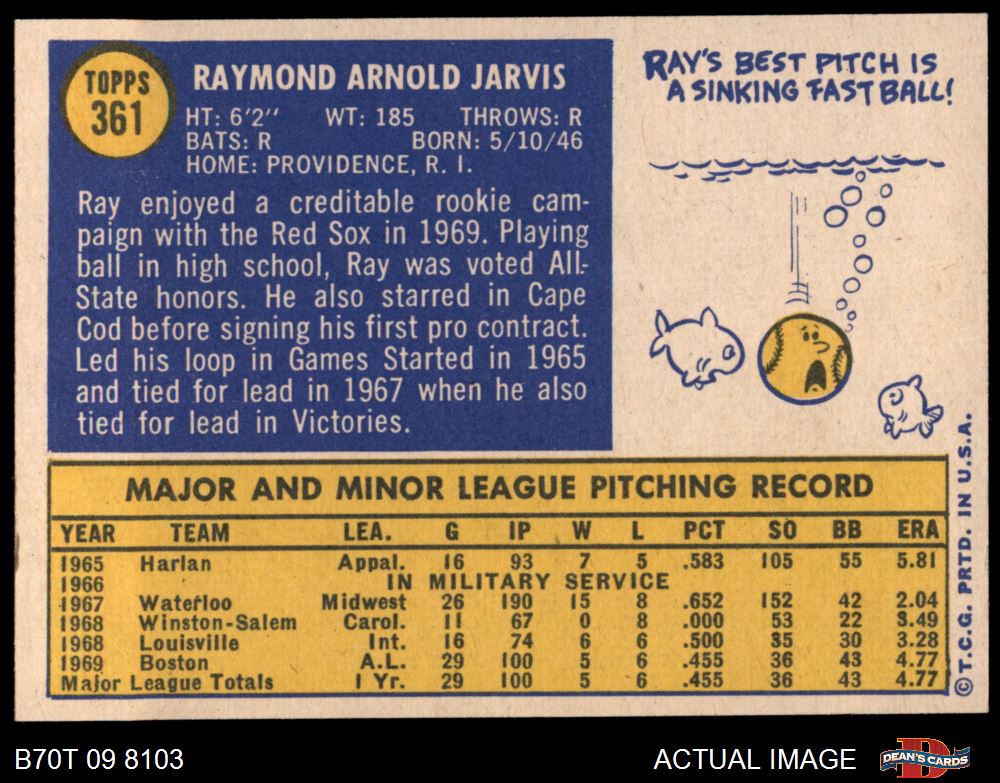 TOPPS
361
RAYMOND ARNOLD JARVIS
HT: 6'2" WT: 185 THROWS: R
BATS: R BORN: 5/10/46
HOME: PROVIDENCE, R. I.
Ray enjoyed a creditable rookie cam-
paign with the Red Sox in 1969. Playing
ball in high school, Ray was voted All-
State honors. He also starred in Cape
Cod before signing his first pro contract.
Led his loop in Games Started in 1965
and tied for lead in 1967 when he also
tied for lead in Victories.
RAY'S BEST PITCH IS
A SINKING FAST BALL!
MAJOR AND MINOR LEAGUE PITCHING RECORD
YEAR TEAM LEA. G IP W L PCT SO BB ERA
1965 Harlan Appal. 16 93 7 5 .583 105 55 5.81
1966 IN MILITARY SERVICE
1967 Waterloo Midwest 26 190 15 8 .652 152 42 2.04
1968 Winston-Salem Carol. 11 67 0 8 .000 53 22 3.49
1968 Louisville Int. 16 74 6 6 .500 35 30 3.28
1969 Boston A.L. 29 100 5 6 .455 36 43 4.77
Major League Totals 1 Yr. 29 100 5 6 .455 36 43 4.77
© T.C.G. PRTD. IN U.S.A.
B70T 09 8103
ACTUAL IMAGE
DEAN'S CARDS